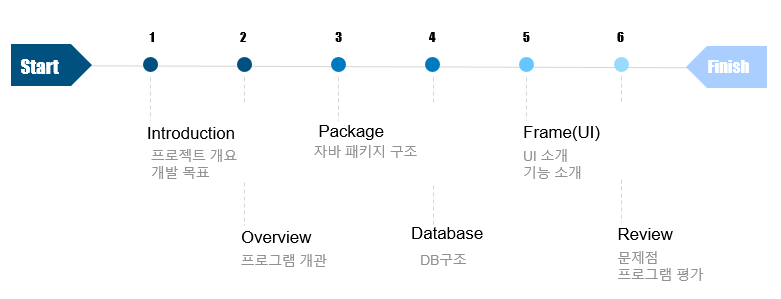 1 2 3 4 5 6
Start
Finish
Introduction
프로젝트 개요
개발 목표
Package
자바 패키지 구조
Frame(UI)
UI 소개
기능 소개
Overview
프로그램 개관
Database
DB구조
Review
문제점
프로그램 평가